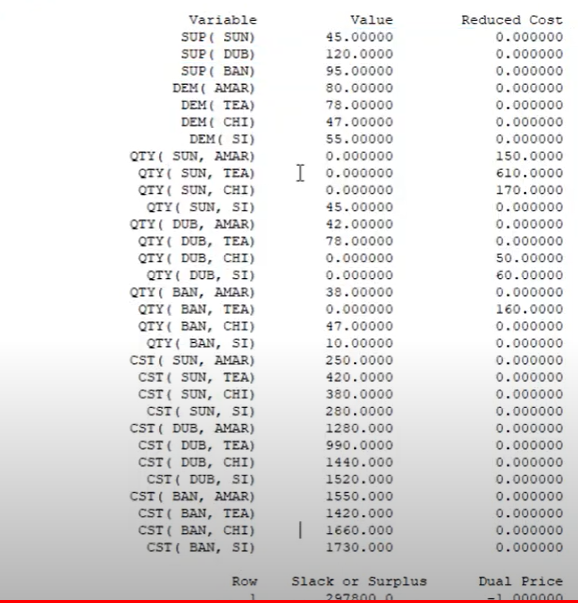 Variable Value Reduced Cost
SUP( SUN) 45.00000 0.000000
SUP( DUB) 120.0000 0.000000
SUP( BAN) 95.00000 0.000000
DEM( AMAR) 80.00000 0.000000
DEM( TEA) 78.00000 0.000000
DEM( CHI) 47.00000 0.000000
DEM( SI) 55.00000 0.000000
QTY( SUN, AMAR) 0.000000 150.0000
QTY( SUN, TEA) 0.000000 610.0000
QTY( SUN, CHI) 0.000000 170.0000
QTY( SUN, SI) 45.00000 0.000000
QTY( DUB, AMAR) 42.00000 0.000000
QTY( DUB, TEA) 78.00000 0.000000
QTY( DUB, CHI) 0.000000 50.00000
QTY( DUB, SI) 0.000000 60.00000
QTY( BAN, AMAR) 38.00000 0.000000
QTY( BAN, TEA) 0.000000 160.0000
QTY( BAN, CHI) 47.00000 0.000000
QTY( BAN, SI) 10.00000 0.000000
CST( SUN, AMAR) 250.0000 0.000000
CST( SUN, TEA) 420.0000 0.000000
CST( SUN, CHI) 380.0000 0.000000
CST( SUN, SI) 280.0000 0.000000
CST( DUB, AMAR) 1280.000 0.000000
CST( DUB, TEA) 990.0000 0.000000
CST( DUB, CHI) 1440.000 0.000000
CST( DUB, SI) 1520.000 0.000000
CST( BAN, AMAR) 1550.000 0.000000
CST( BAN, TEA) 1420.000 0.000000
CST( BAN, CHI) 1660.000 0.000000
CST( BAN, SI) 1730.000 0.000000
Row Slack or Surplus Dual Price
1 297800.0 -1.000000